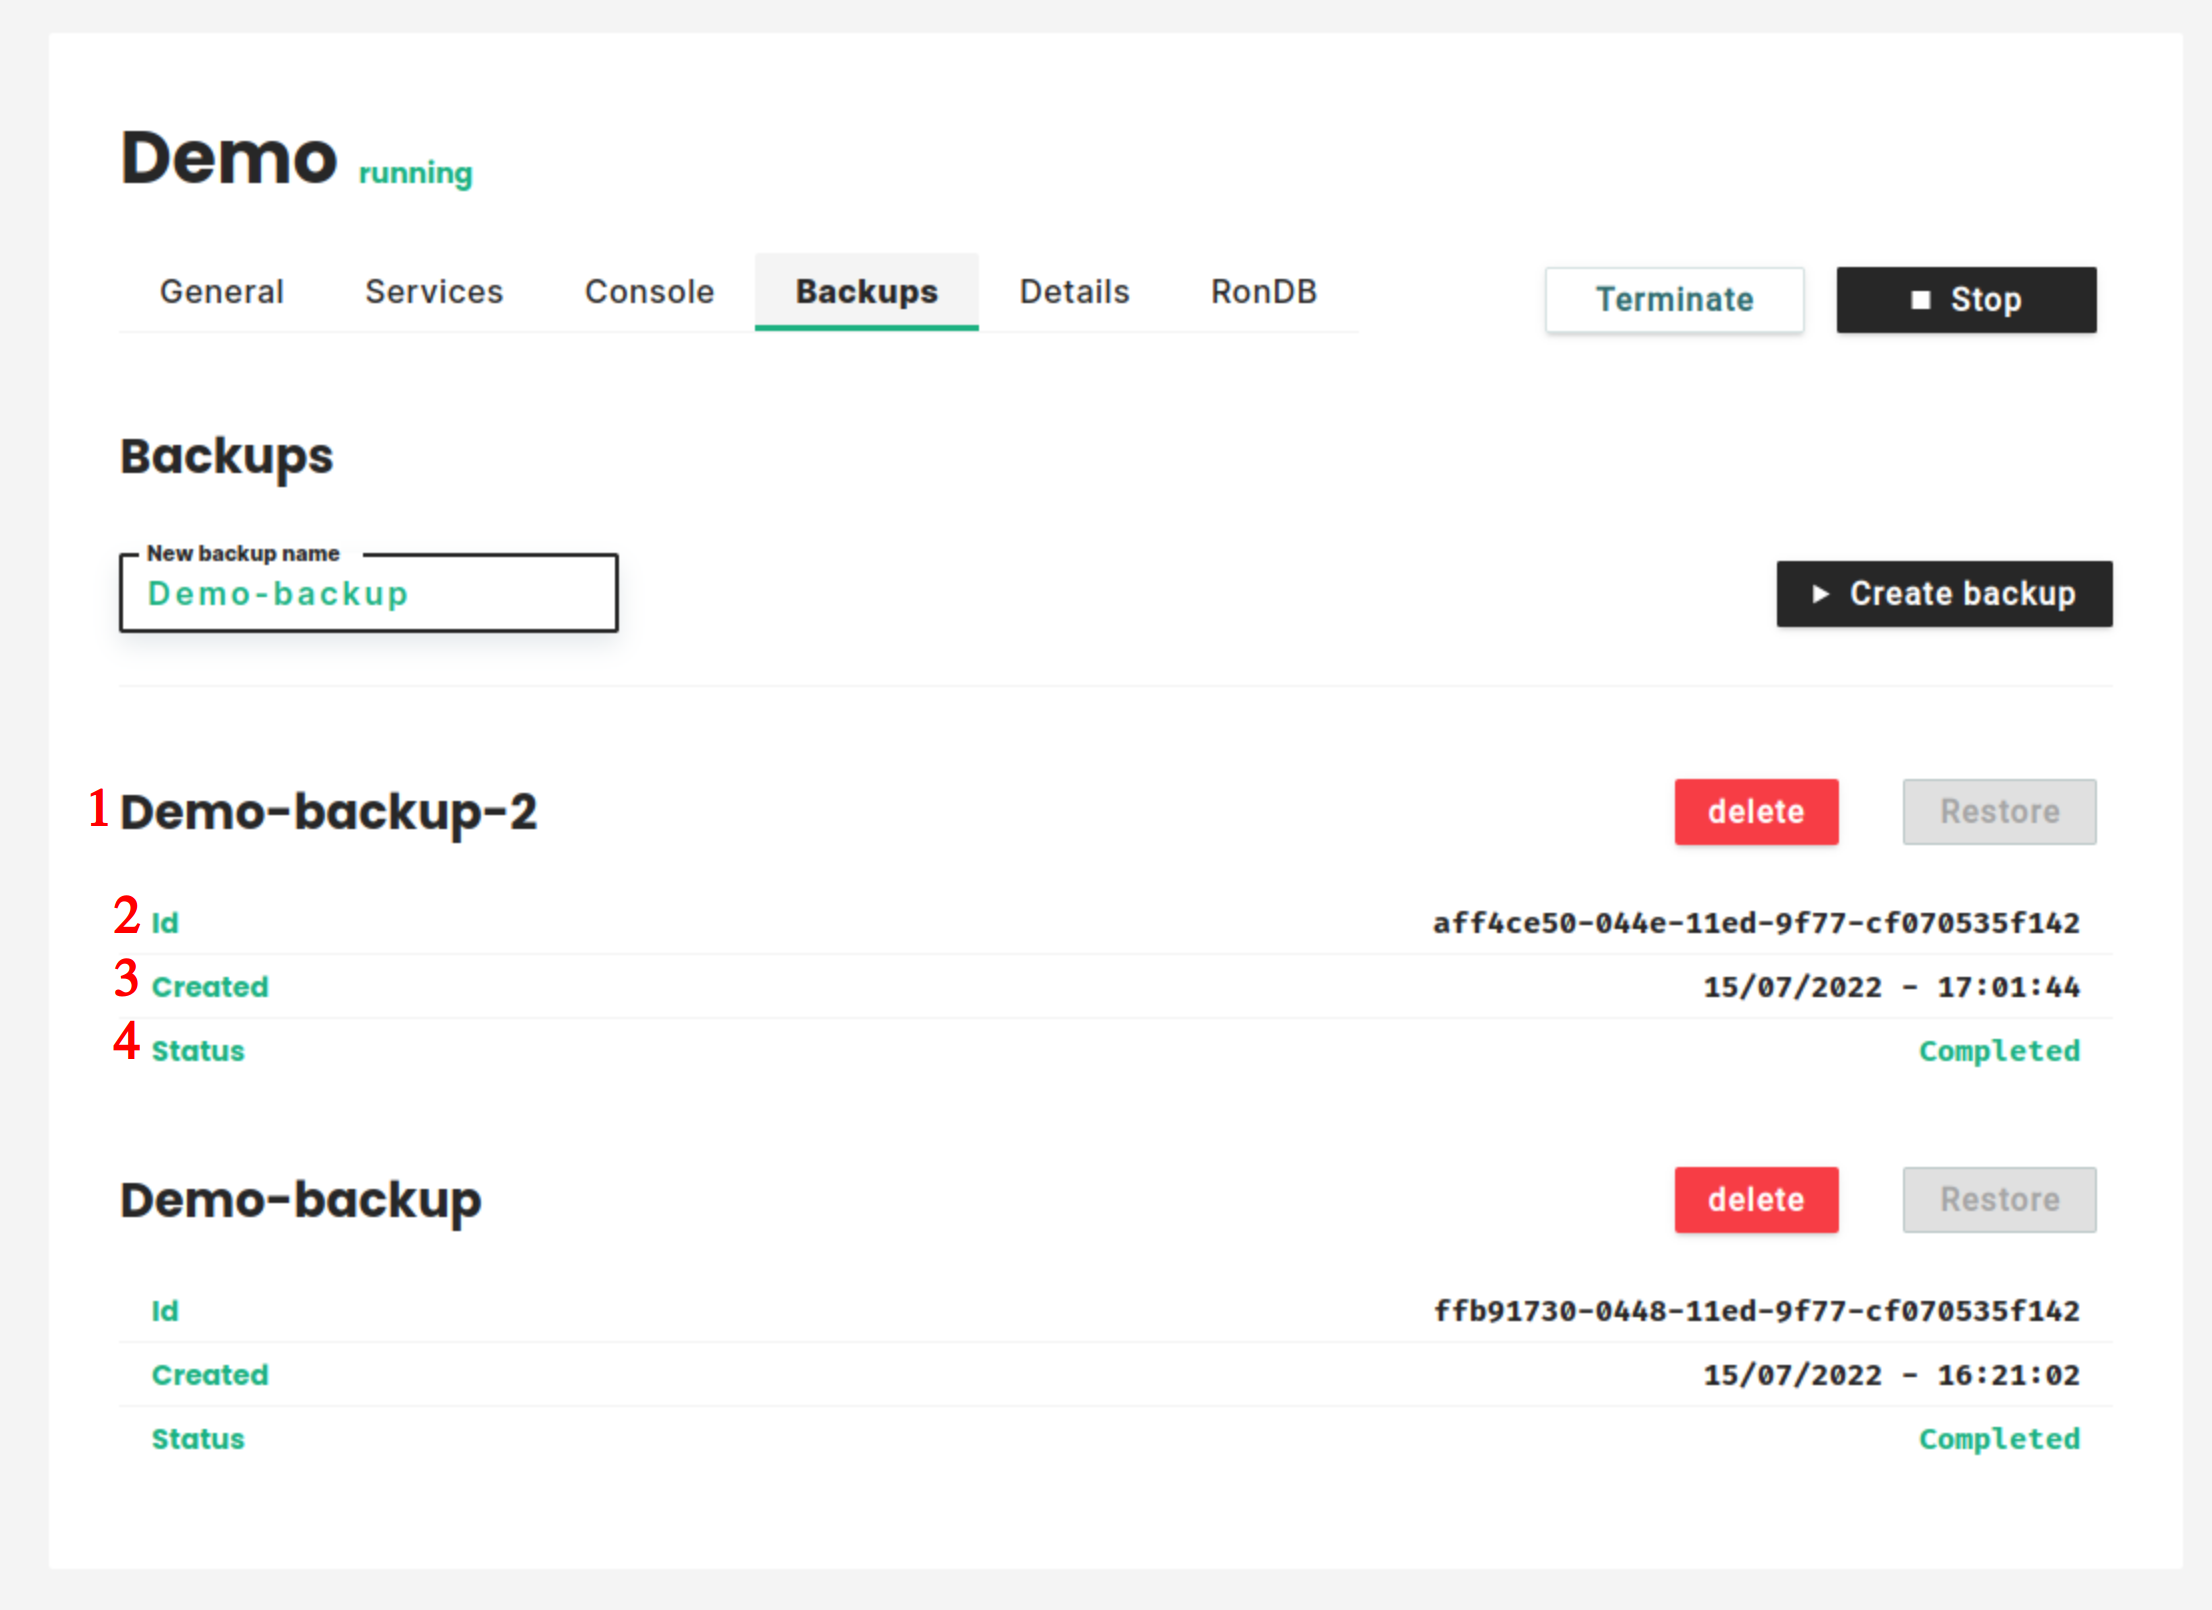 Demo running
General Services Console Backups Details RonDB Terminate Stop
Backups
New backup name
Demo-backup Create backup
1 Demo-backup-2 delete Restore
2 Id aff4ce50-044e-11ed-9f77-cf070535f142
3 Created 15/07/2022 - 17:01:44
4 Status Completed
Demo-backup delete Restore
Id ffb91730-0448-11ed-9f77-cf070535f142
Created 15/07/2022 - 16:21:02
Status Completed